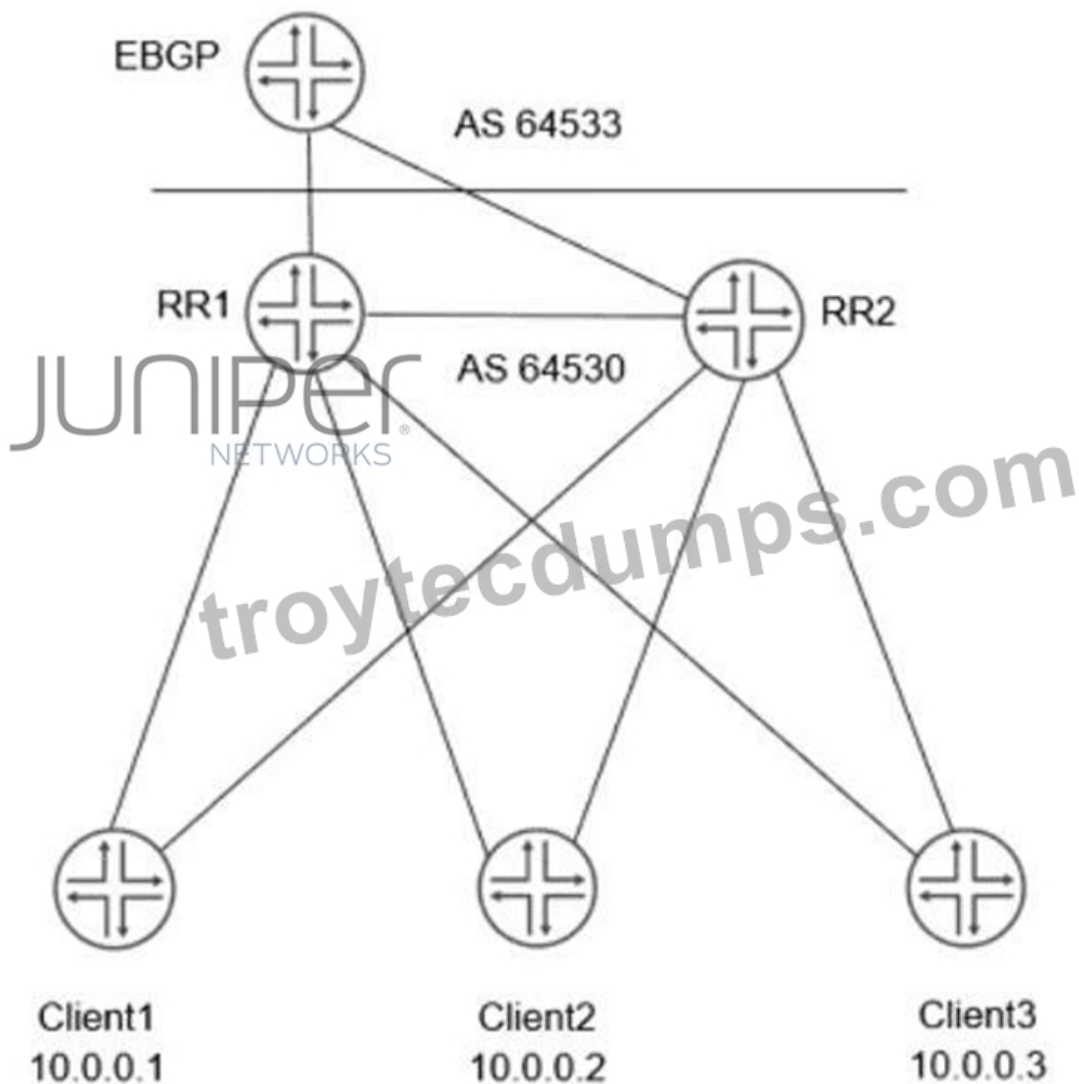 EBGP
AS 64533
RR1
RR2
AS 64530
JUNIPER
NETWORKS
troytecdumps.com
Client1
10.0.0.1
Client2
10.0.0.2
Client3
10.0.0.3